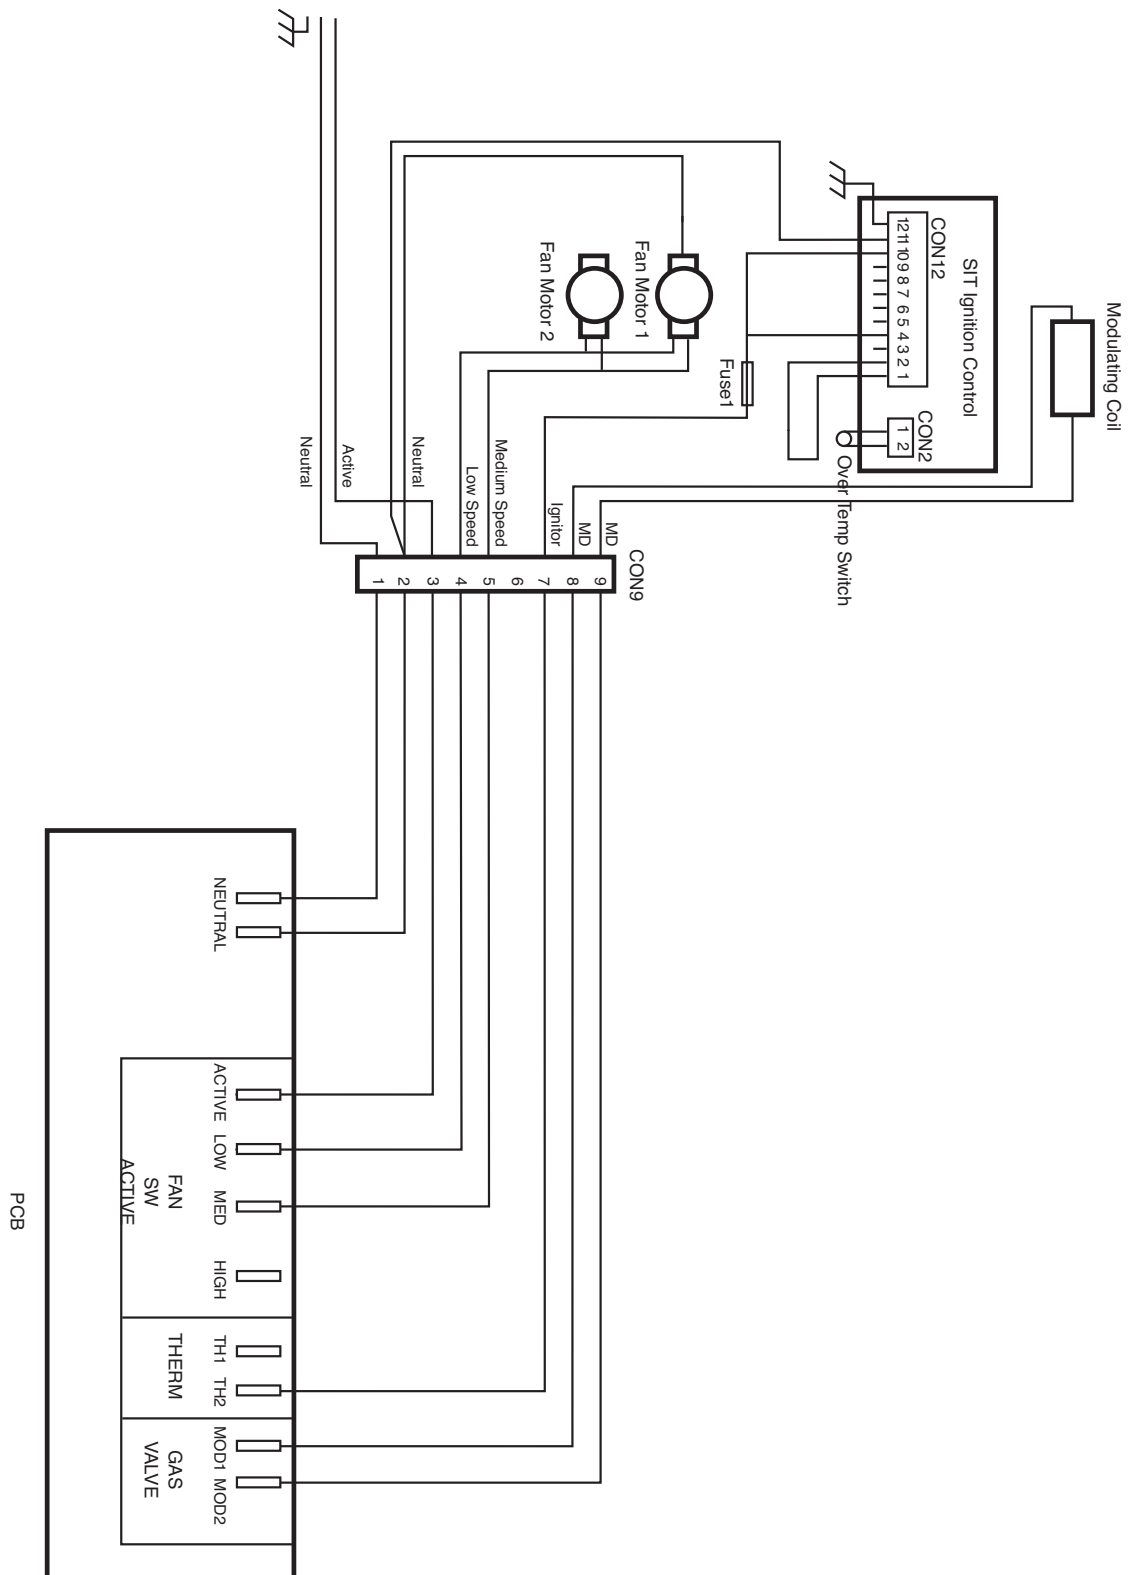 Modulating Coil
SIT Ignition Control
CON12
12 11 10 9 8 7 6 5 4 3 2 1
CON2
1 2
Over Temp Switch
Fuse1
Fan Motor 1
Fan Motor 2
CON9
MD
MD
Ignitor
Medium Speed
Low Speed
Neutral
Active
Neutral
1 2 3 4 5 6 7 8 9
NEUTRAL
ACTIVE
LOW
MED
HIGH
FAN
SW
ACTIVE
TH1
TH2
THERM
MOD1
MOD2
GAS
VALVE
PCB